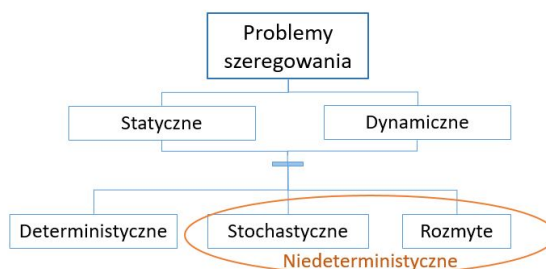 Problemy
szeregowania
Statyczne
Dynamiczne
Deterministyczne
Stochastyczne
Rozmyte
Niedeterministyczne